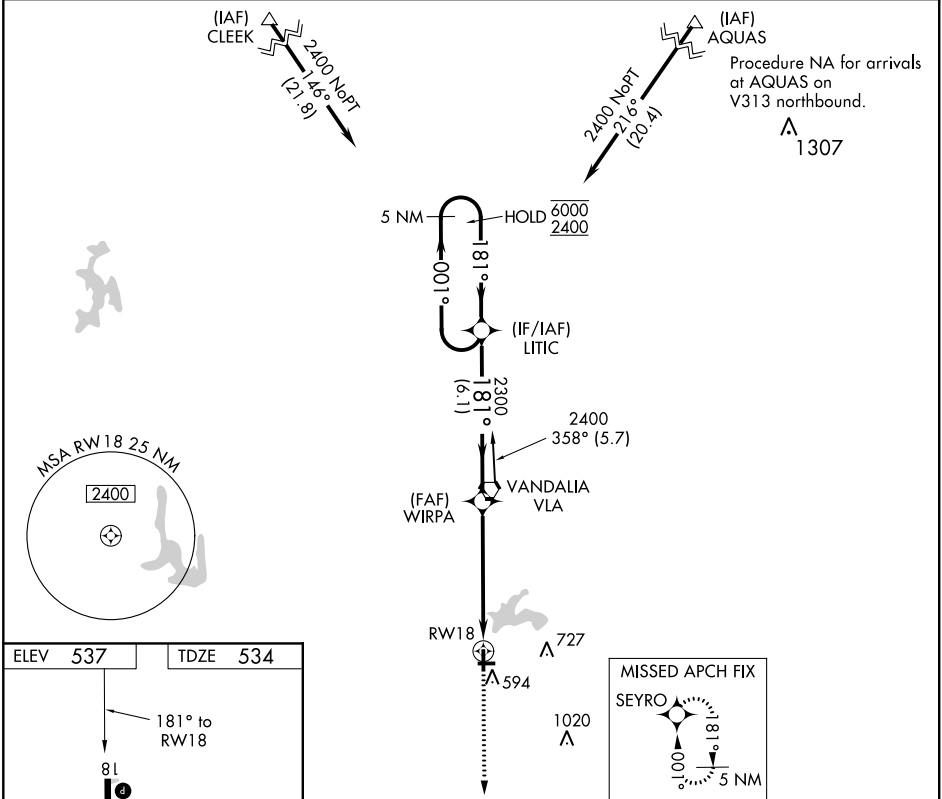 (IAF)
CLEEK
2400 NoPT
146°
(21.8)
(IAF)
AQUAS
2400 NoPT
216°
(20.4)
Procedure NA for arrivals
at AQUAS on
V313 northbound.
1307
5 NM
HOLD 6000
2400
181°
001°
(IF/IAF)
LITIC
2300
181°
(6.1)
2400
358° (5.7)
MSA RW18 25 NM
2400
(FAF)
WIRPA
VANDALIA
VLA
RW18
727
594
1020
ELEV 537
TDZE 534
181° to
RW18
18
P
MISSED APCH FIX
SEYRO
181°
001°
5 NM